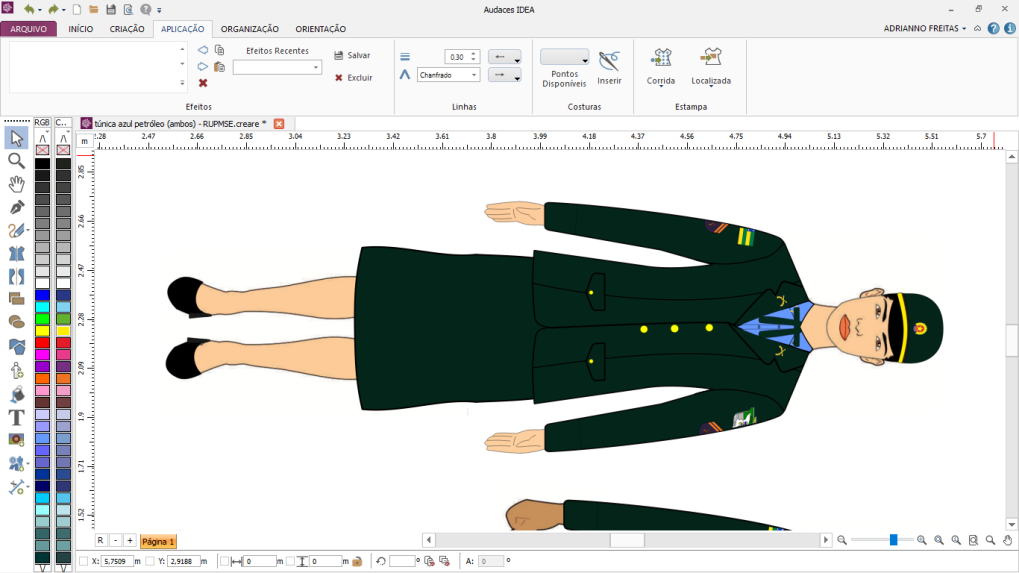 Audaces IDEA
ARQUIVO INÍCIO CRIAÇÃO APLICAÇÃO ORGANIZAÇÃO ORIENTAÇÃO ADRIANNO FREITAS
Efeitos Recentes
Salvar
Excluir
Efeitos
0,30
Chanfrado
Linhas
Pontos
Disponíveis
Inserir
Costuras
Corrida
Localizada
Estampa
RGB C...
túnica azul petróleo (ambos) - RUPMSE.creare *
m
3.28 2.47 2.66 2.85 3.04 3.23 3.42 3.61 3.8 3.99 4.18 4.37 4.56 4.75 4.94 5.13 5.32 5.51 5.7
2.85
2.66
2.47
2.28
2.09
1.9
1.71
1.52
T
R - + Página 1
X: 5,7509 m Y: 2,9188 m 0 m 0 m º A: 0 º